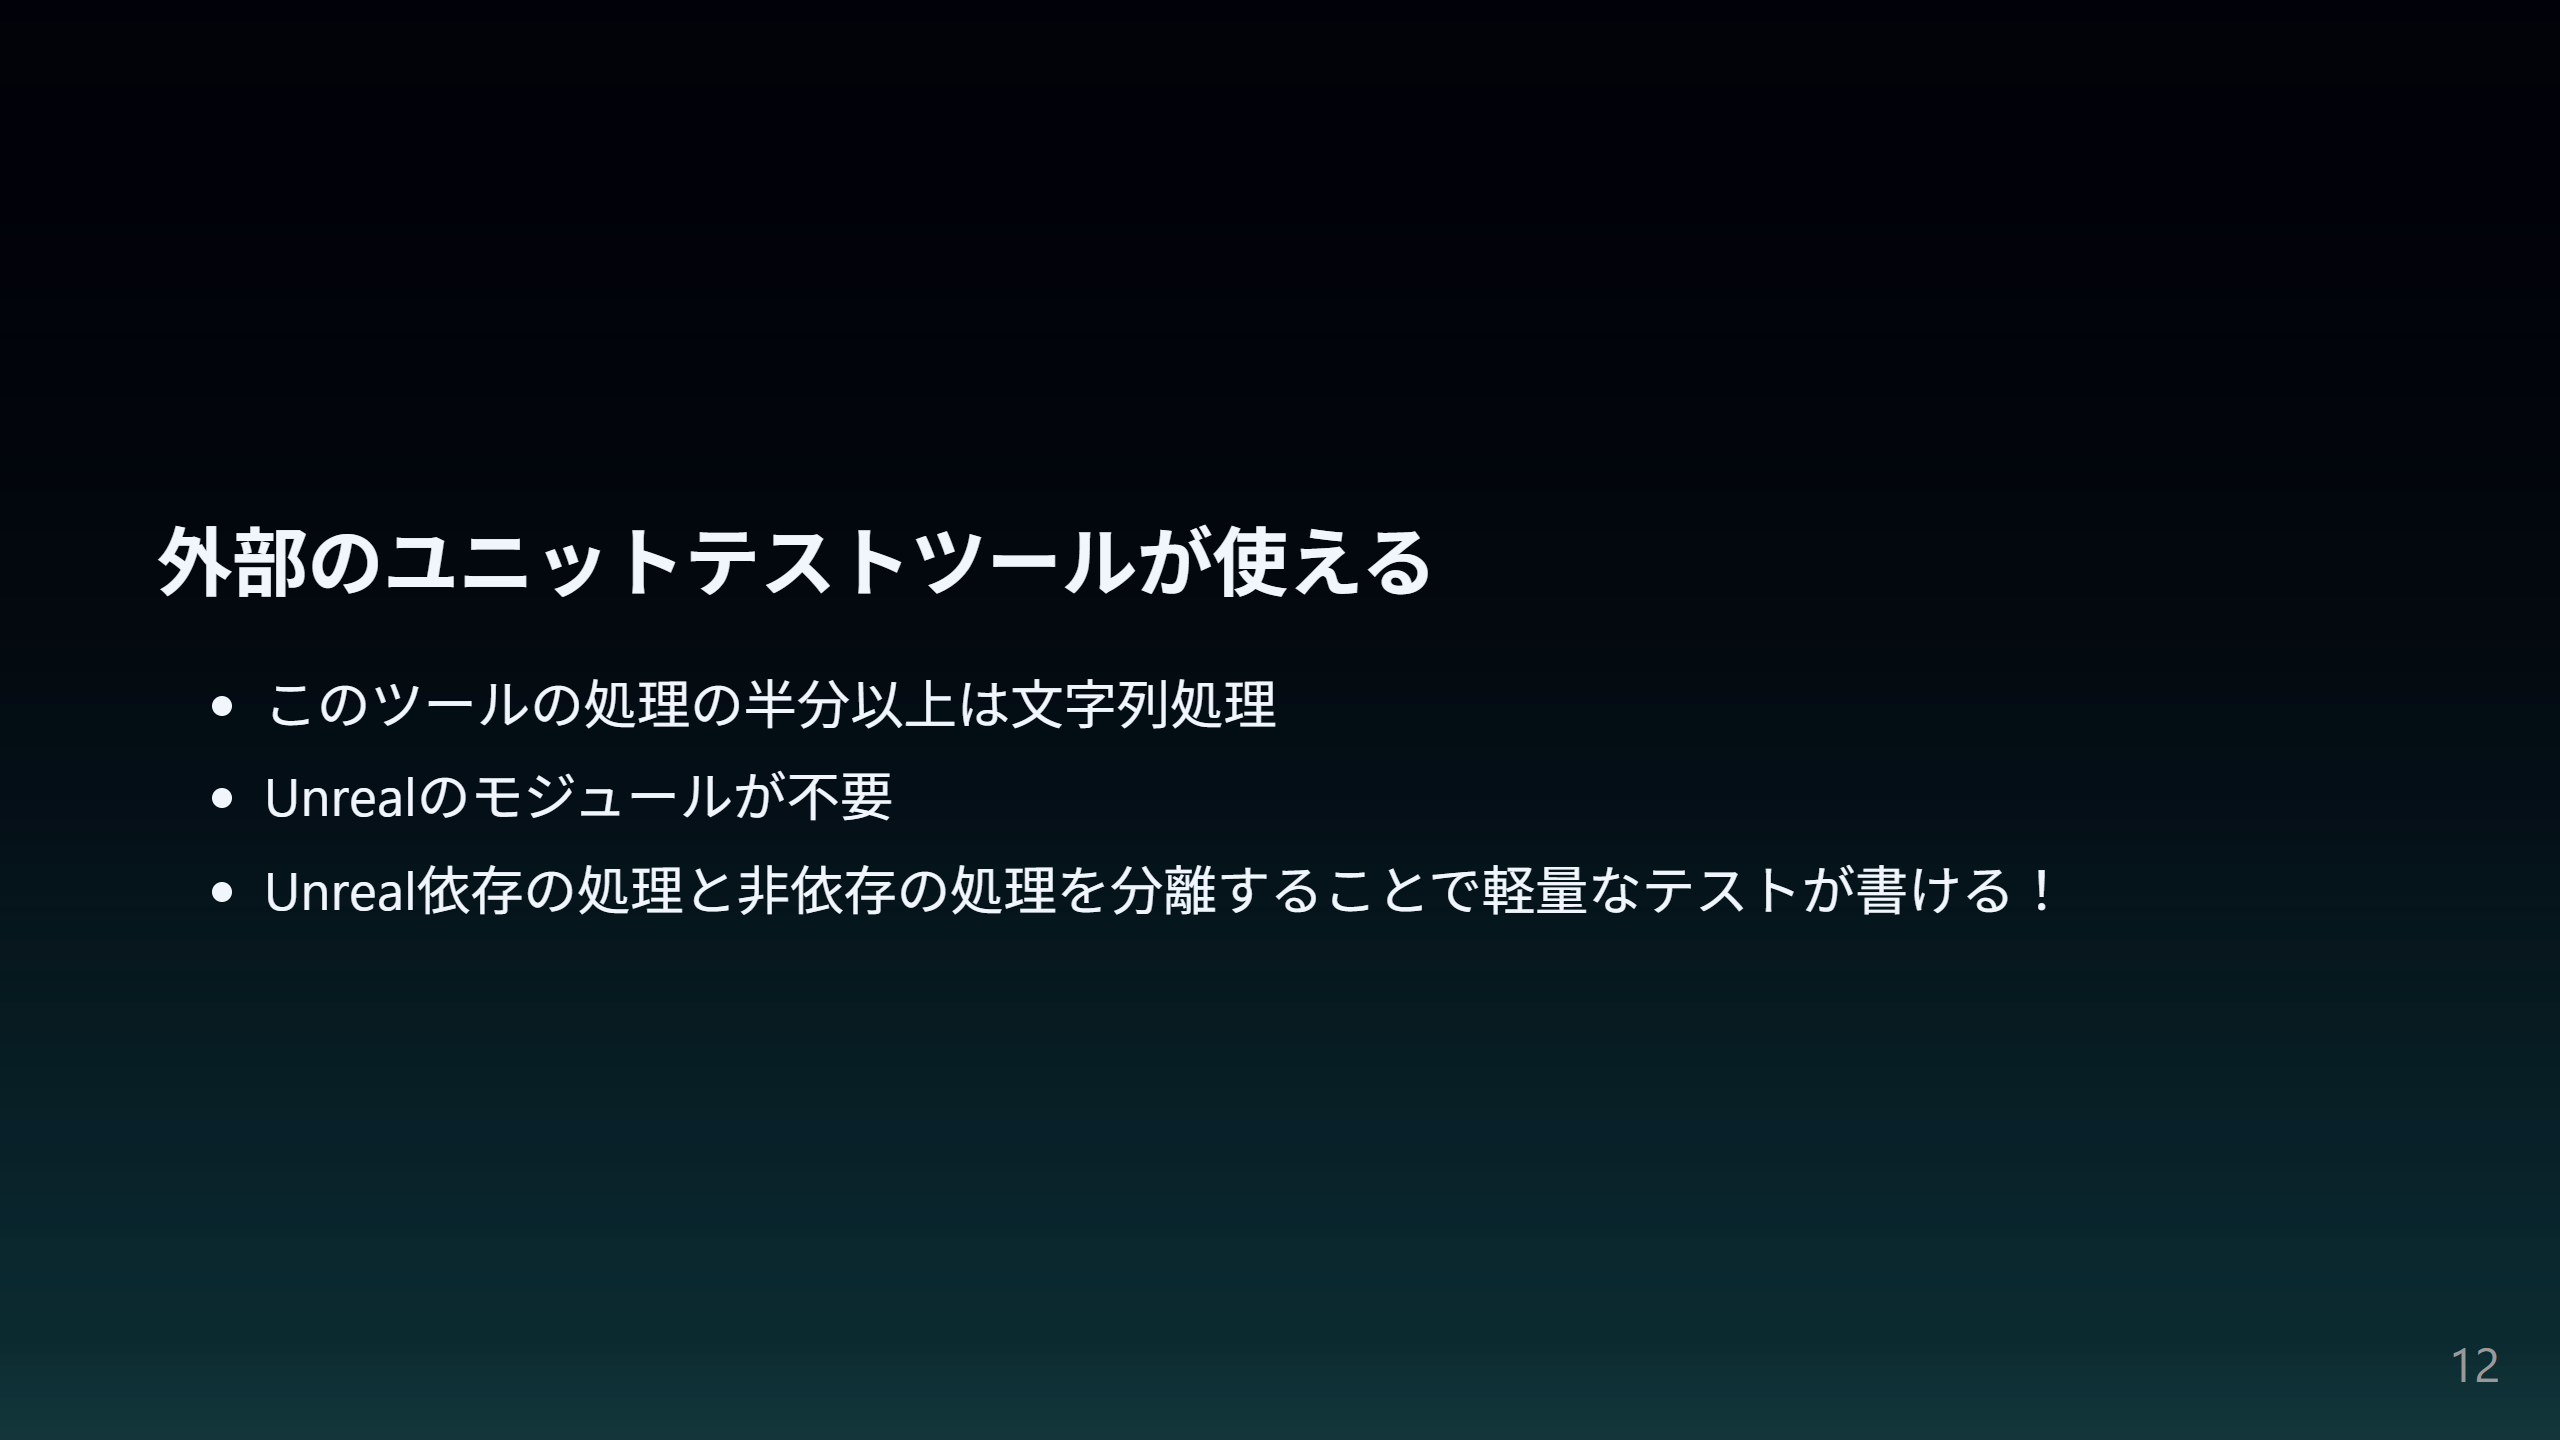 外部のユニットテストツールが使える
• このツールの処理の半分以上は文字列処理
• Unrealのモジュールが不要
• Unreal依存の処理と非依存の処理を分離することで軽量なテストが書ける！
12